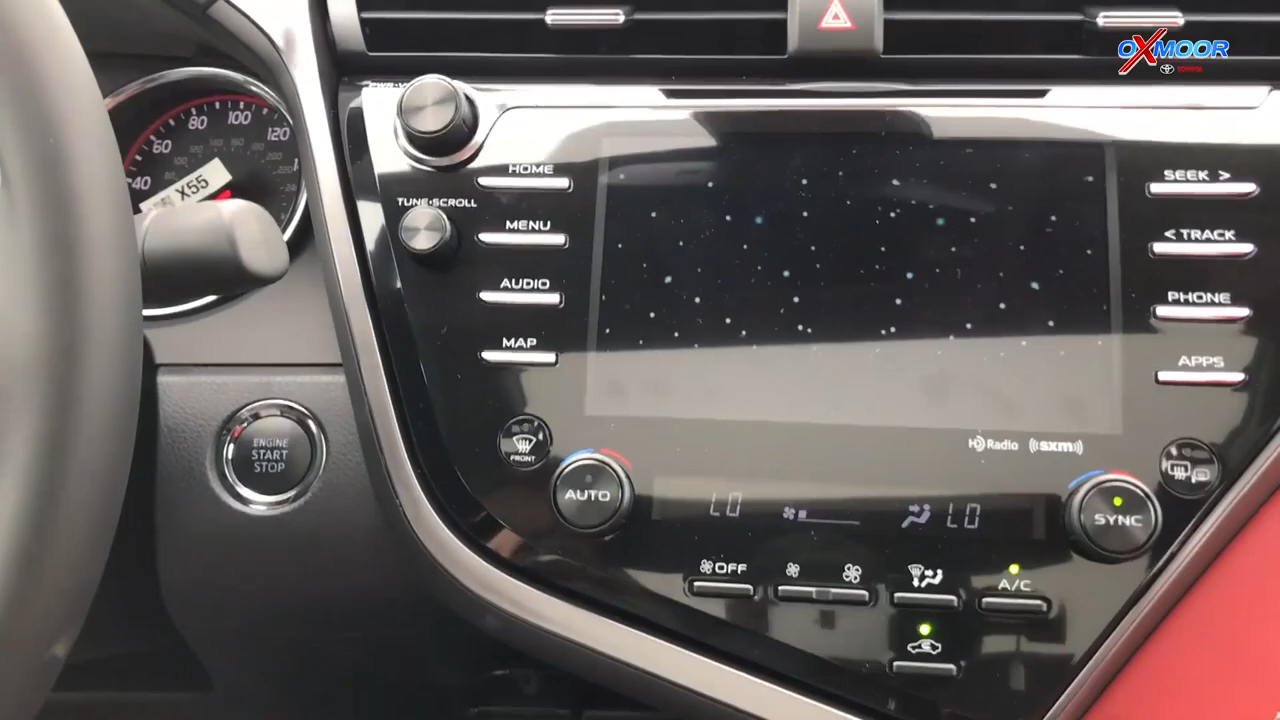 OXMOOR
TOYOTA
40
60
80
100
120
X55
HOME
TUNE•SCROLL
MENU
AUDIO
MAP
SEEK >
< TRACK
PHONE
APPS
ENGINE
START
STOP
FRONT
HD Radio
((sxm))
AUTO
LO
LO
SYNC
OFF
A/C